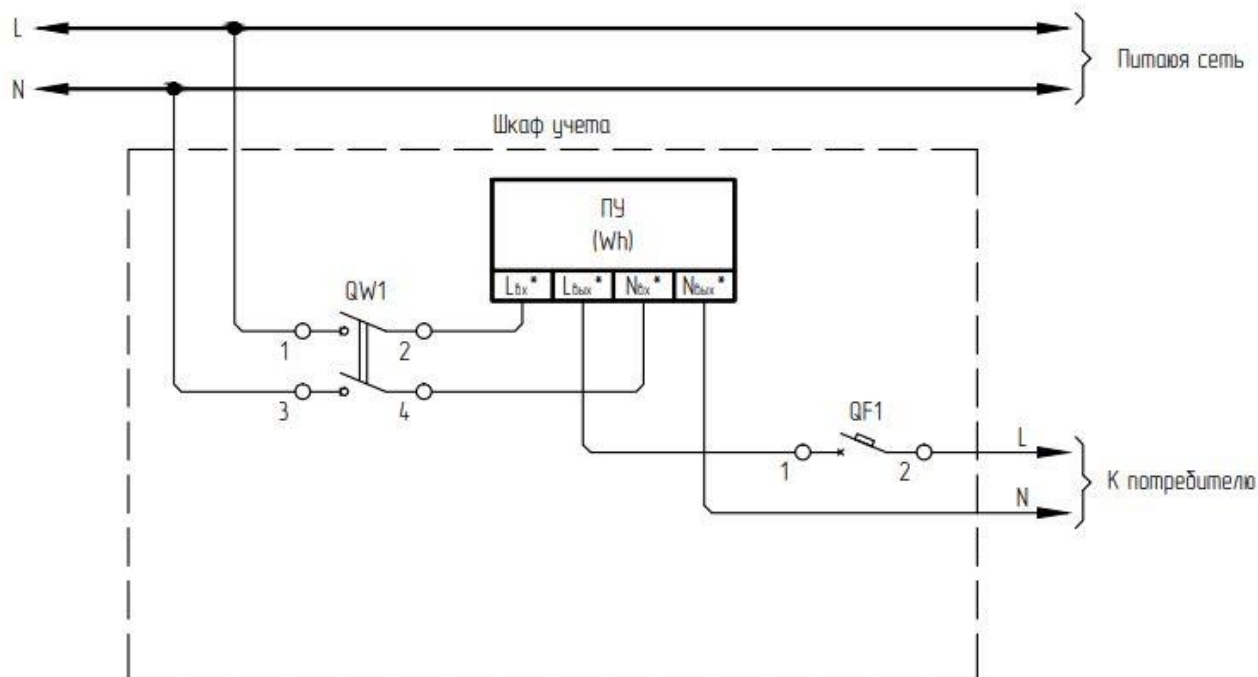 L
Питаюя сеть
N
Шкаф учета
ПУ
(Wh)
Lвх* Lвых* Nвх* Nвых*
QW1
1 2
3 4
QF1
L
1 2
К потребителю
N